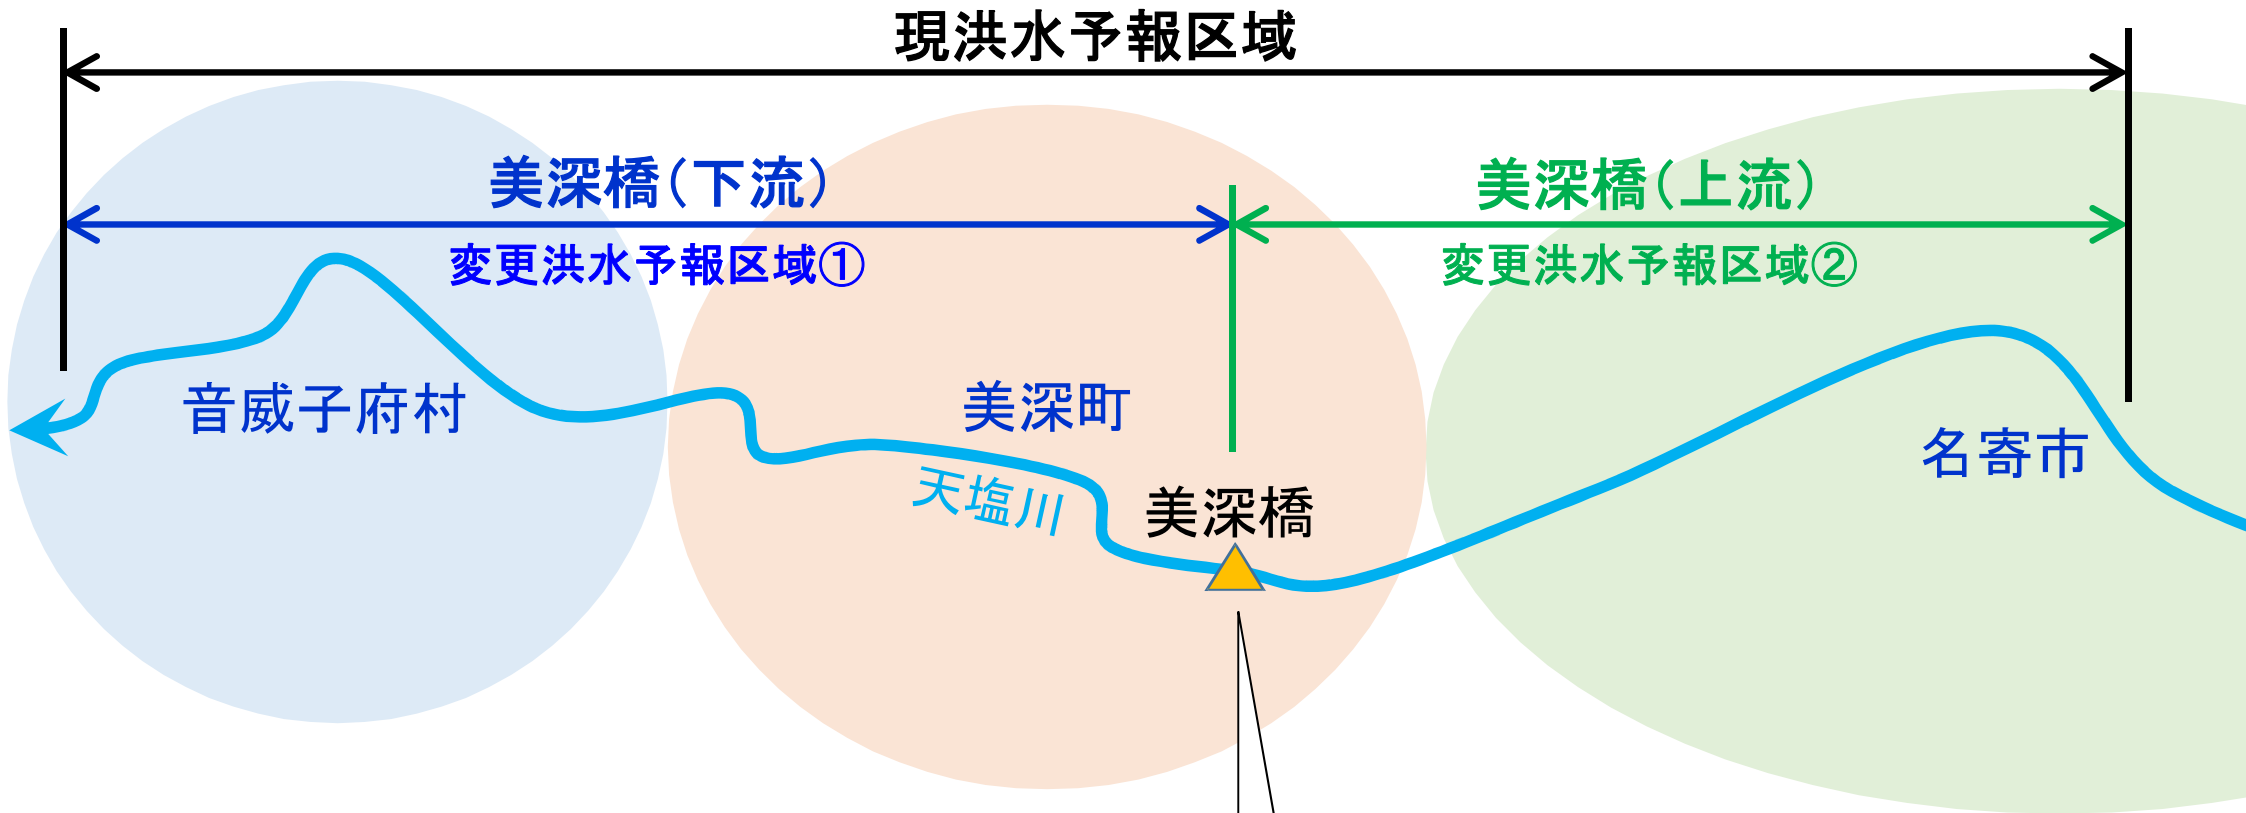 現洪水予報区域
美深橋(下流)
美深橋(上流)
変更洪水予報区域①
変更洪水予報区域②
音威子府村
美深町
名寄市
天塩川
美深橋